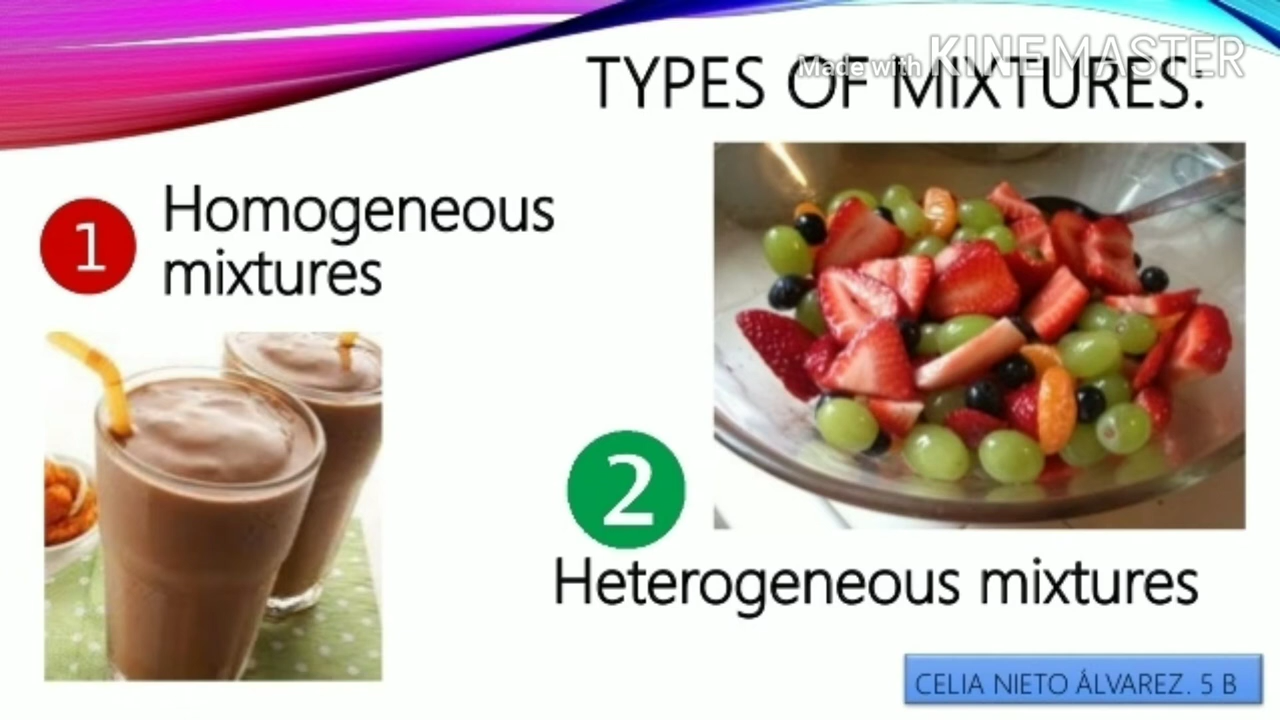 Made with KINEMASTER
TYPES OF MIXTURES:
1
Homogeneous
mixtures
2
Heterogeneous mixtures
CELIA NIETO ÁLVAREZ. 5 B